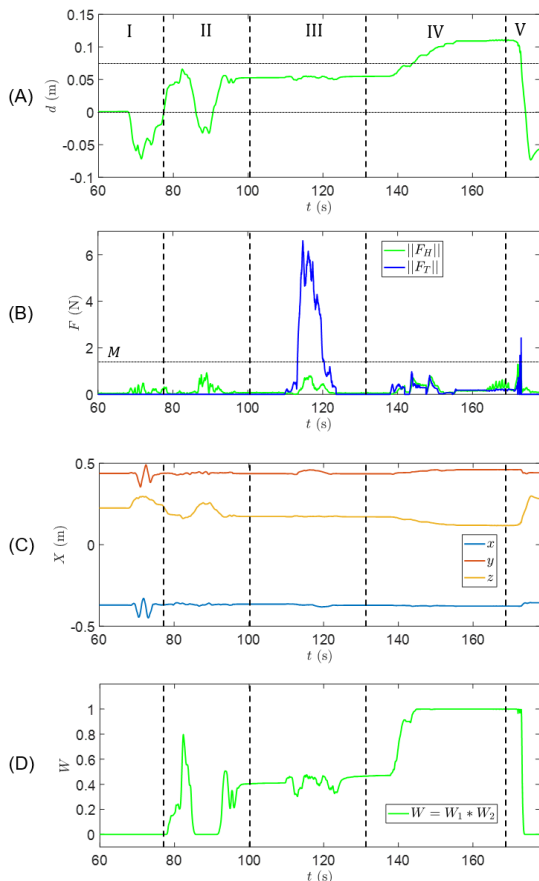 (A)
d (m)
0.15
0.1
0.05
0
-0.05
-0.1
I II III IV V
60 80 100 120 140 160
t (s)
(B)
F (N)
6
4
2
0
M
||F_H||
||F_T||
60 80 100 120 140 160
t (s)
(C)
X (m)
0.5
0
-0.5
x
y
z
60 80 100 120 140 160
t (s)
(D)
W
1
0.8
0.6
0.4
0.2
0
W = W_1 * W_2
60 80 100 120 140 160
t (s)